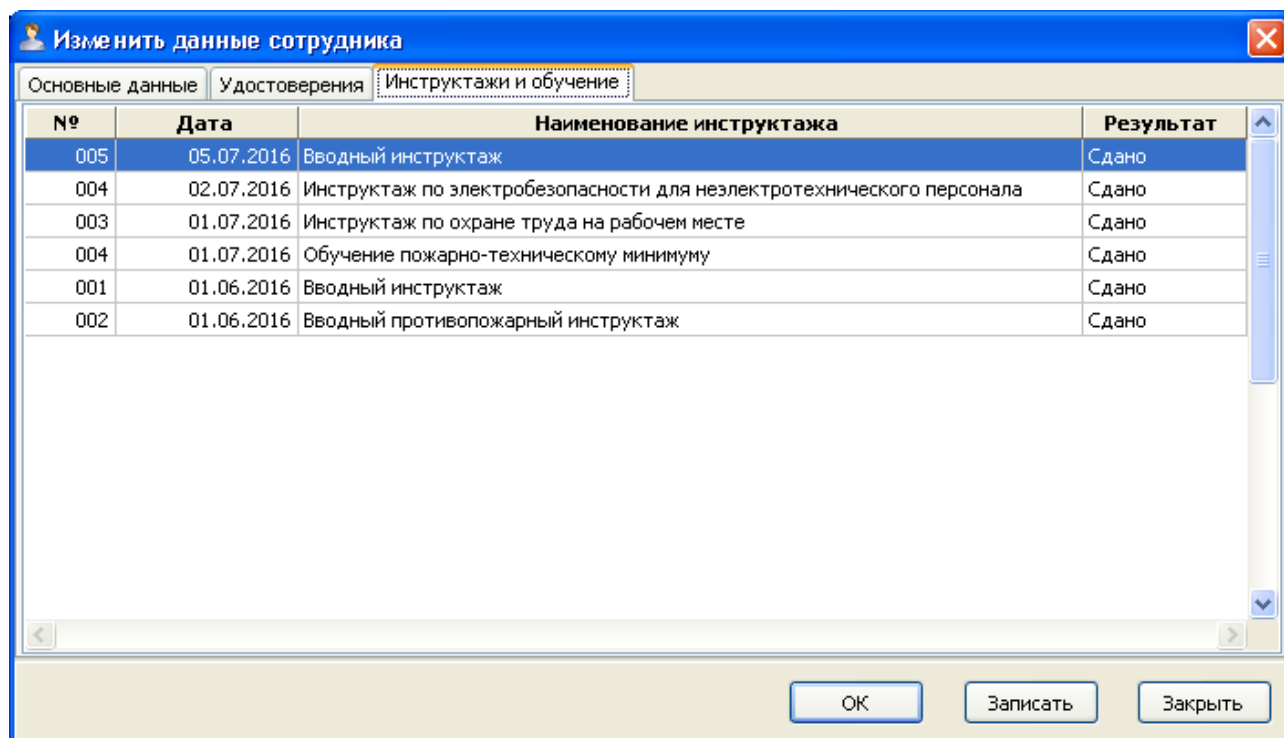 Изменить данные сотрудника
Основные данные Удостоверения Инструктажи и обучение
№ Дата Наименование инструктажа Результат
005 05.07.2016 Вводный инструктаж Сдано
004 02.07.2016 Инструктаж по электробезопасности для неэлектротехнического персонала Сдано
003 01.07.2016 Инструктаж по охране труда на рабочем месте Сдано
004 01.07.2016 Обучение пожарно-техническому минимуму Сдано
001 01.06.2016 Вводный инструктаж Сдано
002 01.06.2016 Вводный противопожарный инструктаж Сдано
ОК Записать Закрыть